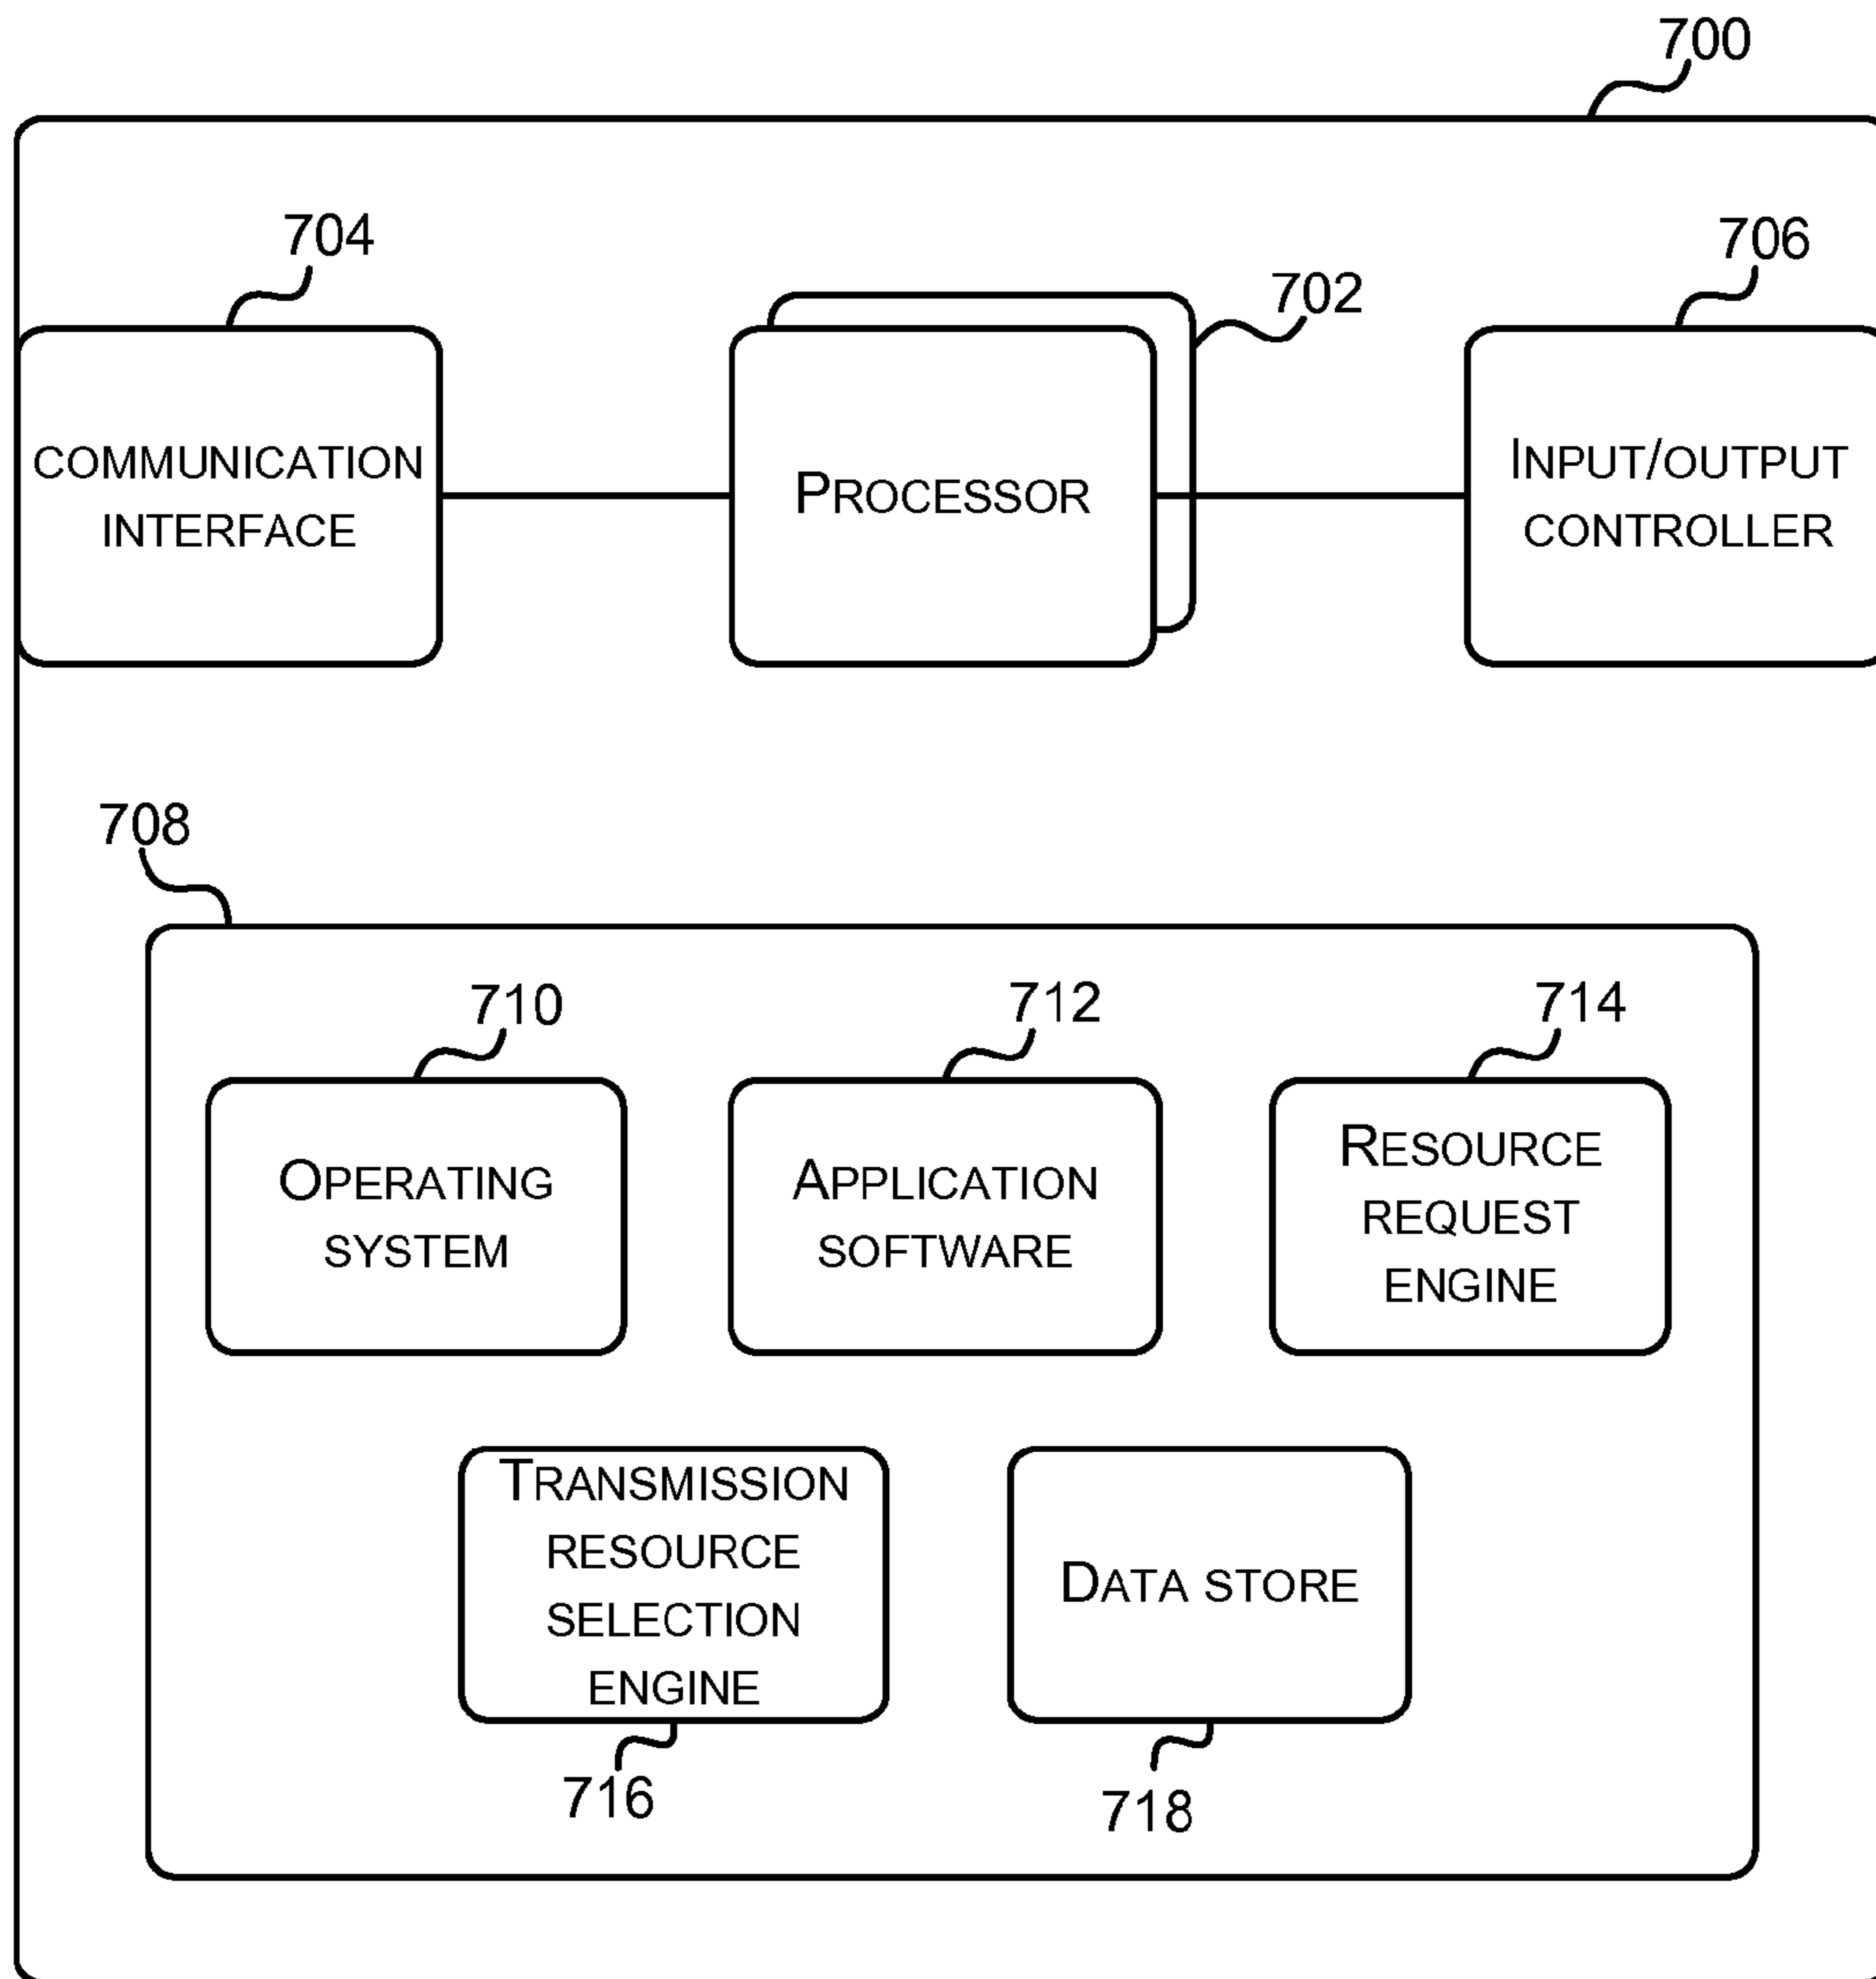 700
704
702
706
COMMUNICATION
INTERFACE
PROCESSOR
INPUT/OUTPUT
CONTROLLER
708
710
712
714
OPERATING
SYSTEM
APPLICATION
SOFTWARE
RESOURCE
REQUEST
ENGINE
TRANSMISSION
RESOURCE
SELECTION
ENGINE
DATA STORE
716
718